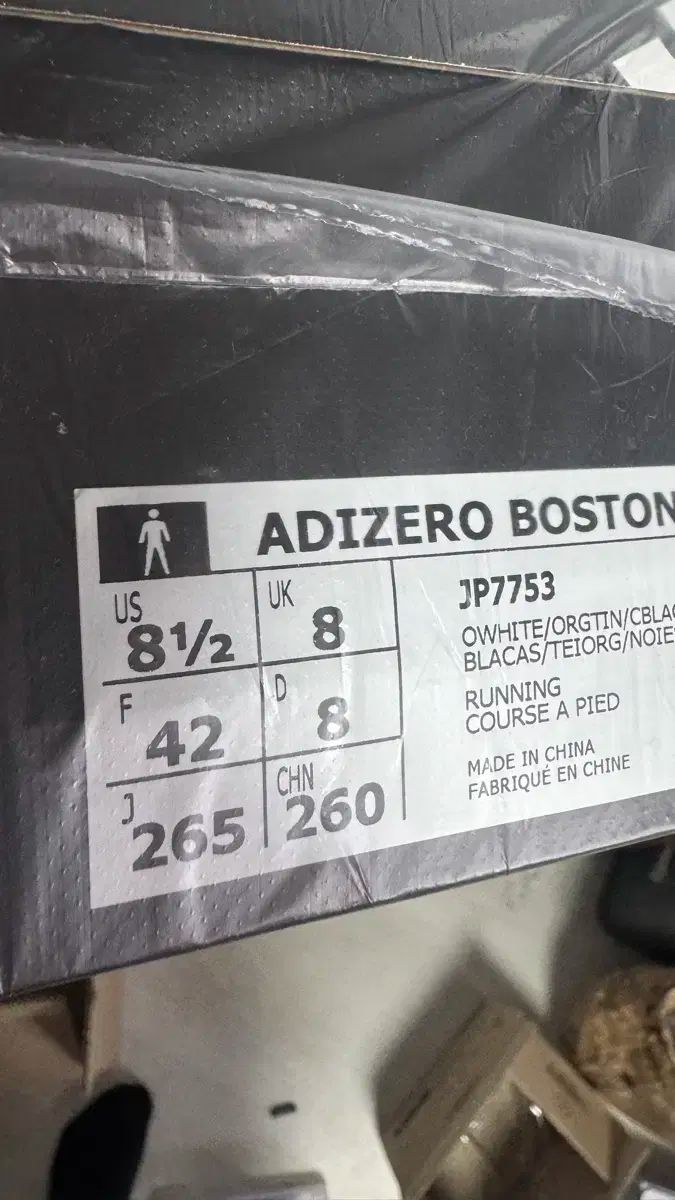 ADIZERO BOSTON
US
8½
UK
8
F
42
D
8
J
265
CHN
260
JP7753
OWHITE/ORGTIN/CBLAC
BLACAS/TEIORG/NOIE
RUNNING
COURSE A PIED
MADE IN CHINA
FABRIQUÉ EN CHINE